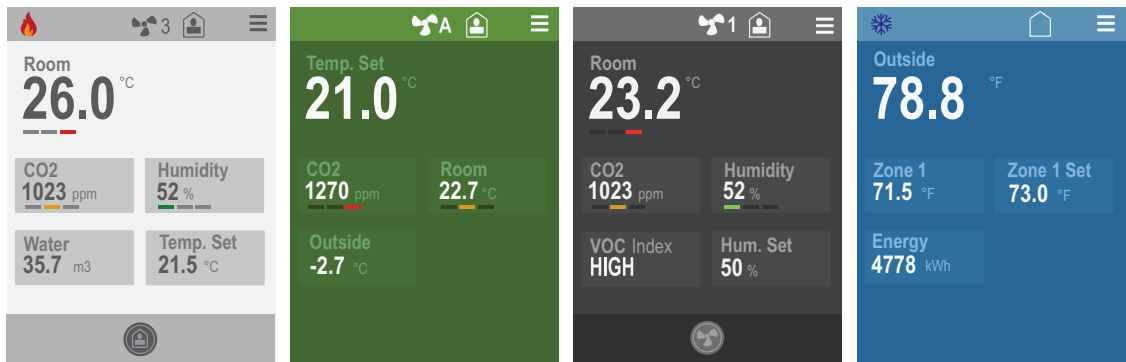 3
Room
26.0 °C
CO2
1023 ppm
Humidity
52 %
Water
35.7 m3
Temp. Set
21.5 °C
A
Temp. Set
21.0 °C
CO2
1270 ppm
Room
22.7 °C
Outside
-2.7 °C
1
Room
23.2 °C
CO2
1023 ppm
Humidity
52 %
VOC Index
HIGH
Hum. Set
50 %
Outside
78.8 °F
Zone 1
71.5 °F
Zone 1 Set
73.0 °F
Energy
4778 kWh